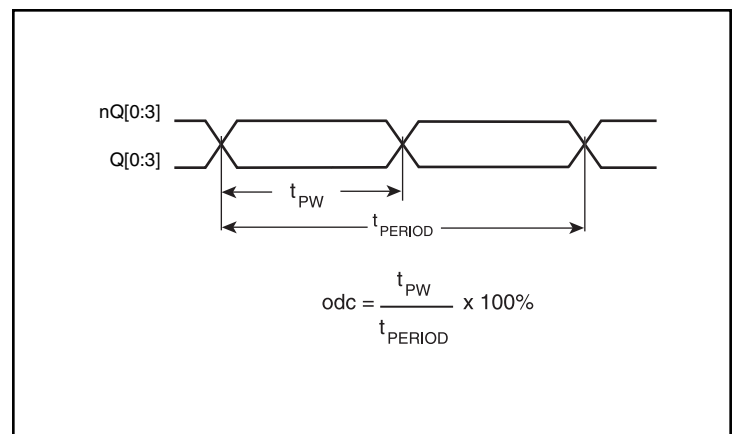 nQ[0:3]
Q[0:3]
tPW
tPERIOD
odc = tPW / tPERIOD x 100%